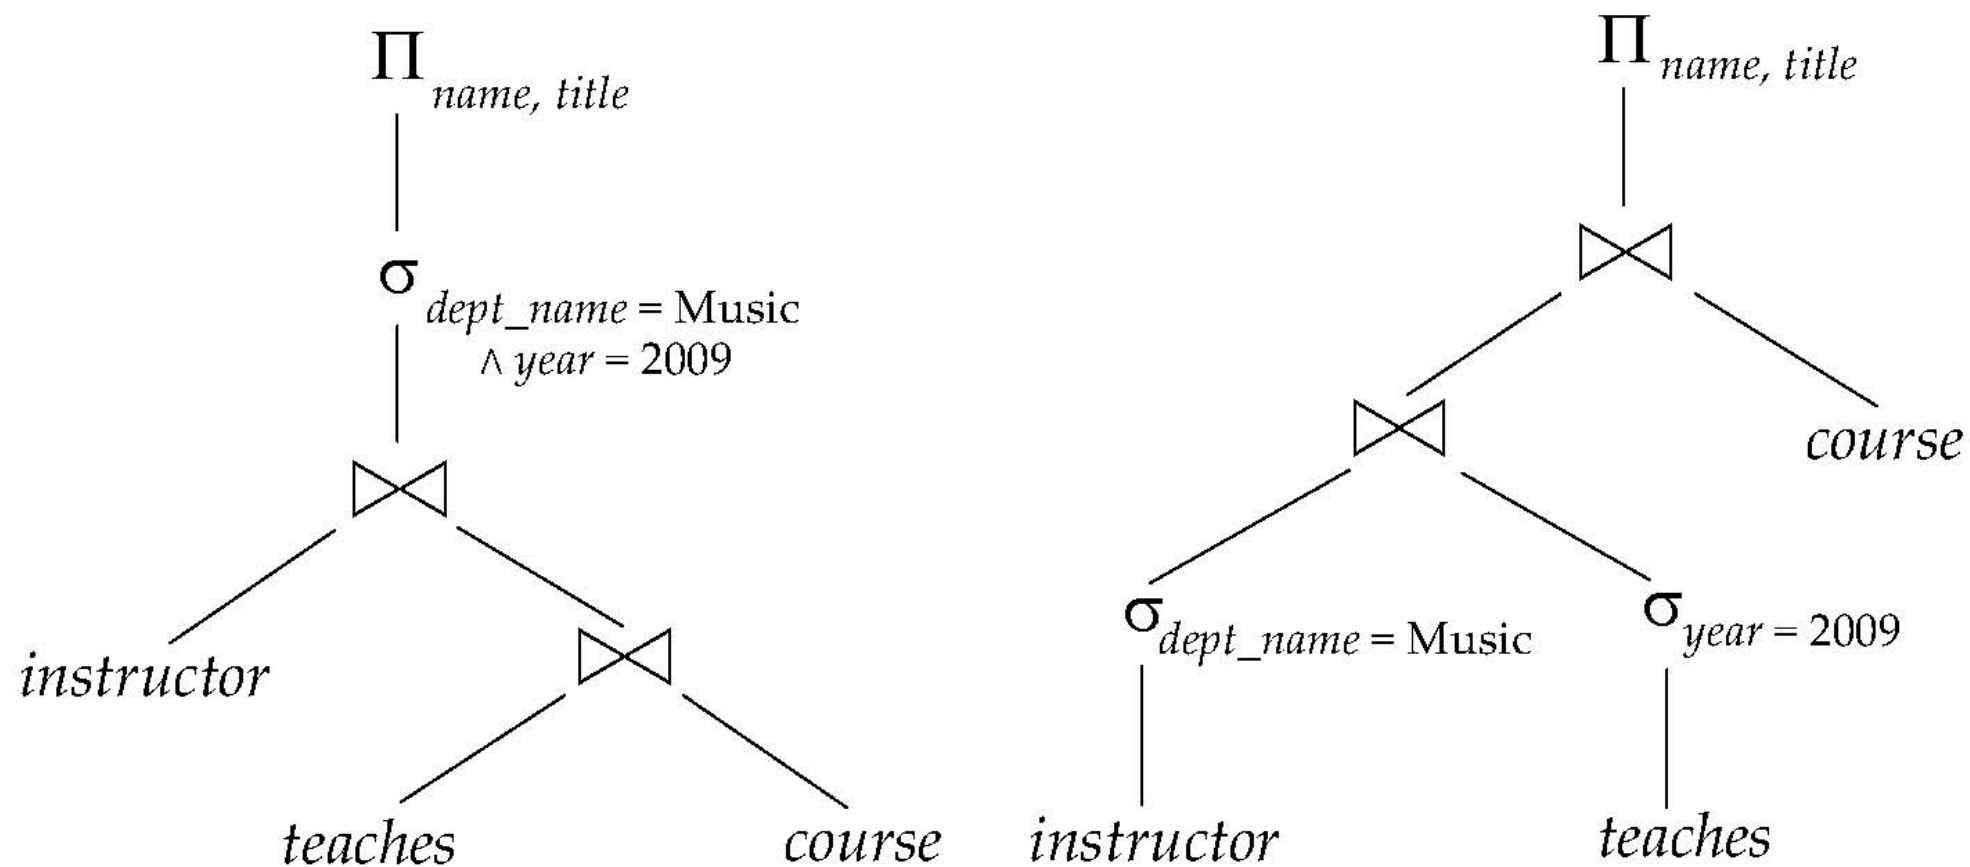 Π name, title
σ dept_name = Music
∧ year = 2009
⋈
instructor
⋈
teaches
course
Π name, title
⋈
course
⋈
σ dept_name = Music
σ year = 2009
instructor
teaches